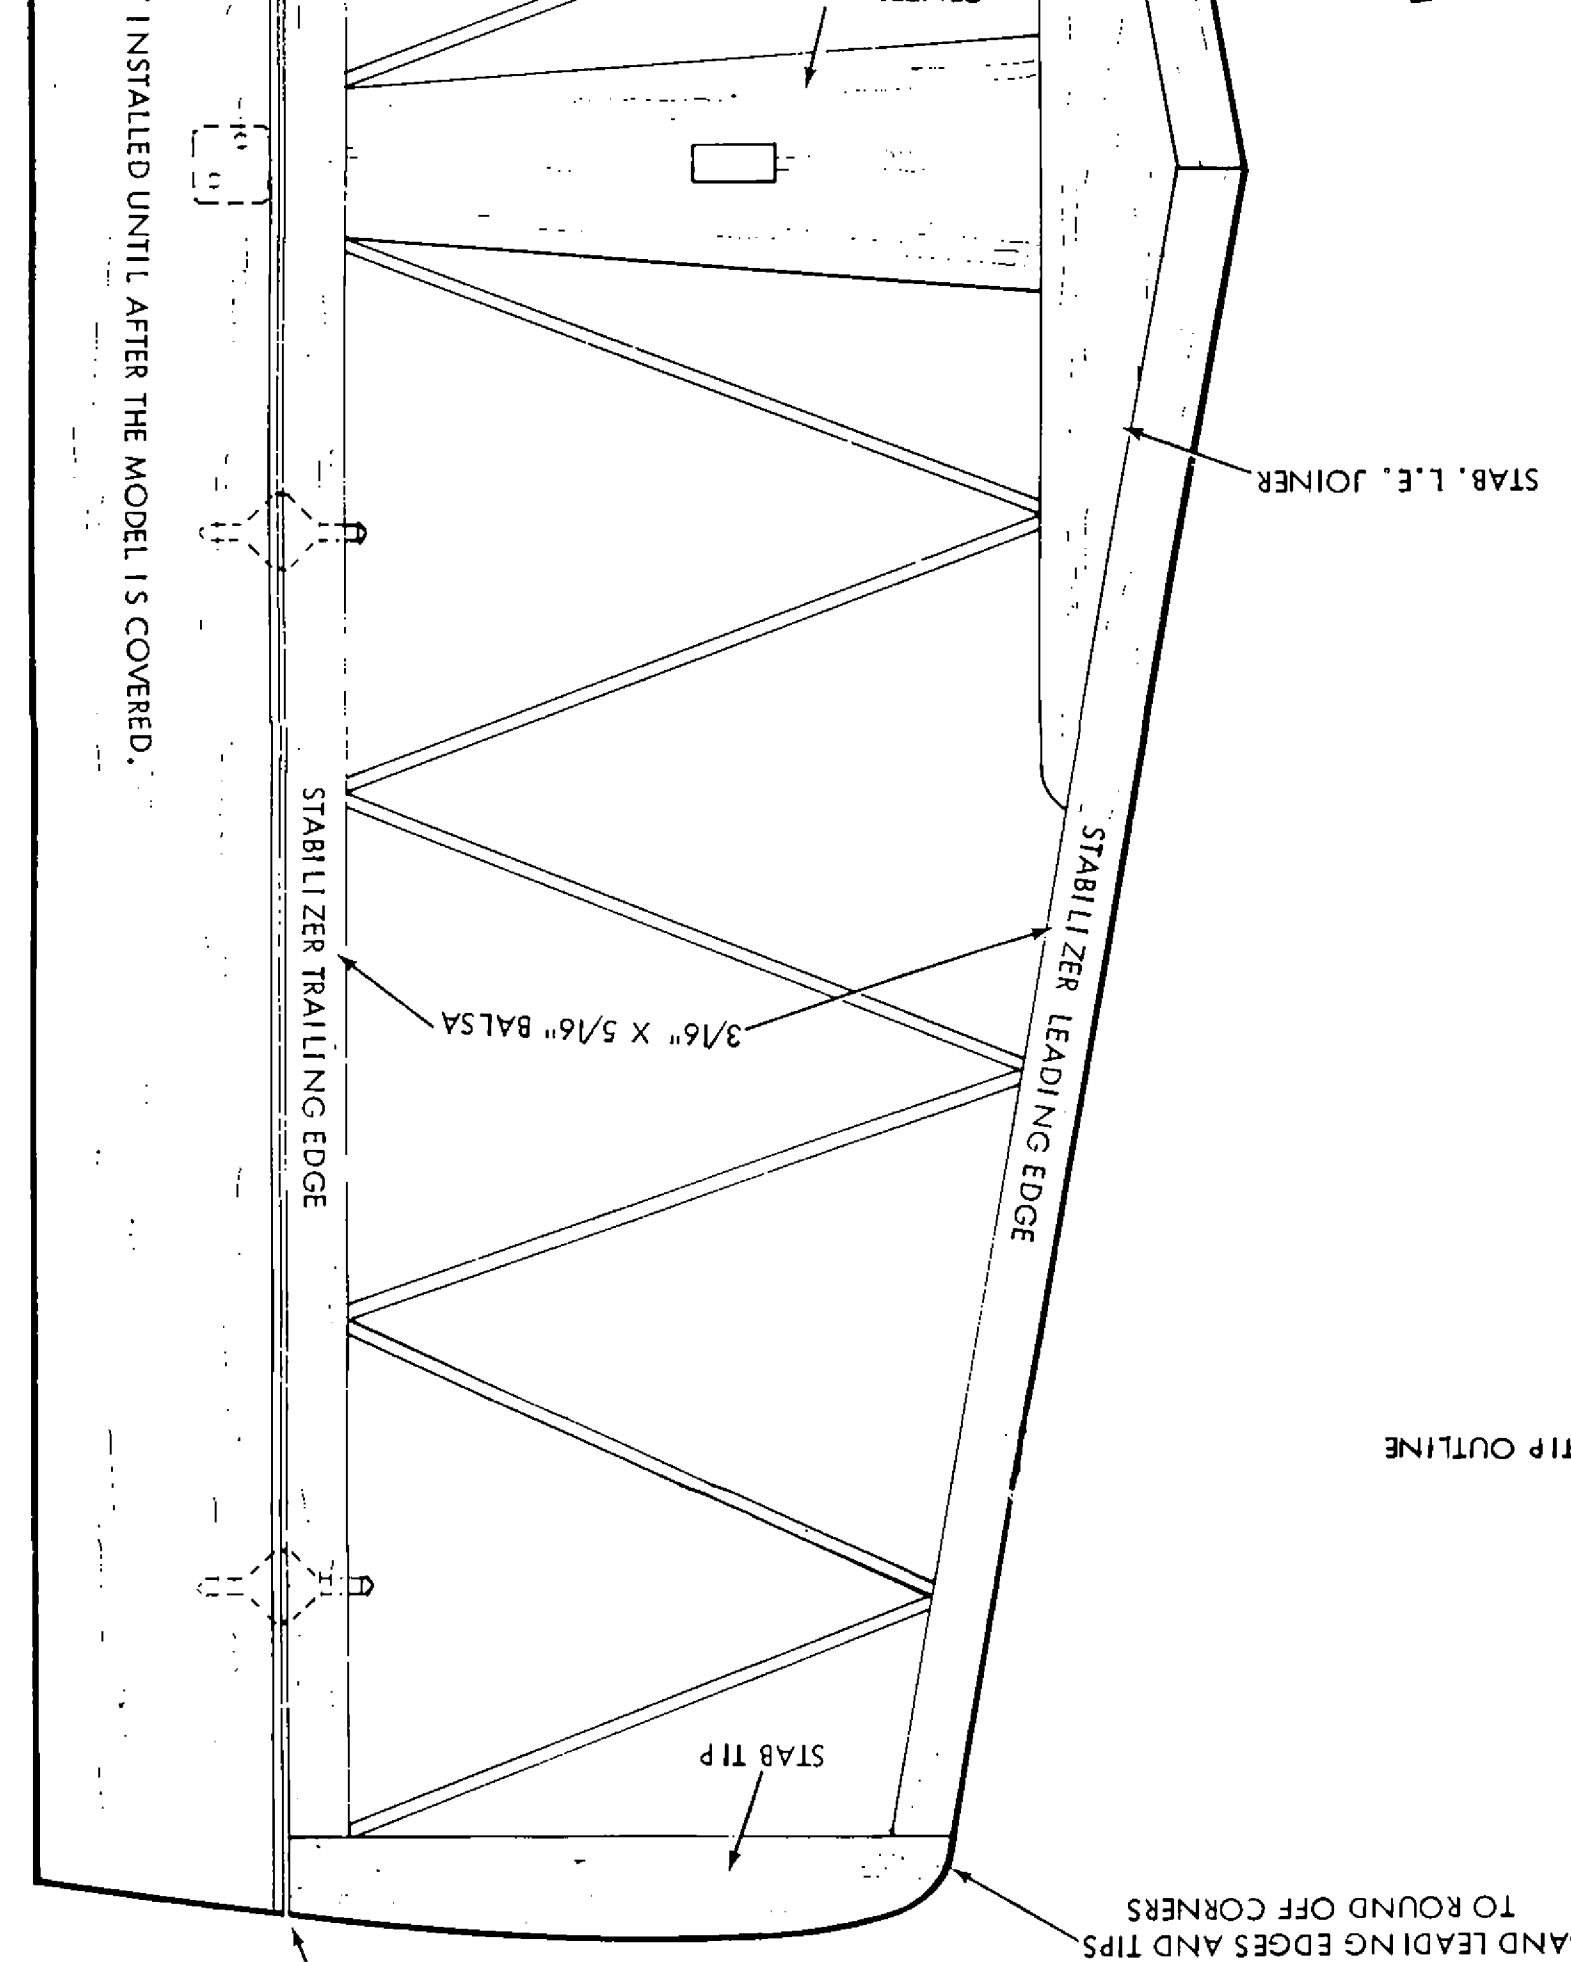 INSTALLED UNTIL AFTER THE MODEL IS COVERED.
STAB. L.E. JOINER
STABILIZER TRAILING EDGE
STABILIZER LEADING EDGE
3/16" X 5/16" BALSA
TIP OUTLINE
STAB TIP
SAND LEADING EDGES AND TIPS
TO ROUND OFF CORNERS